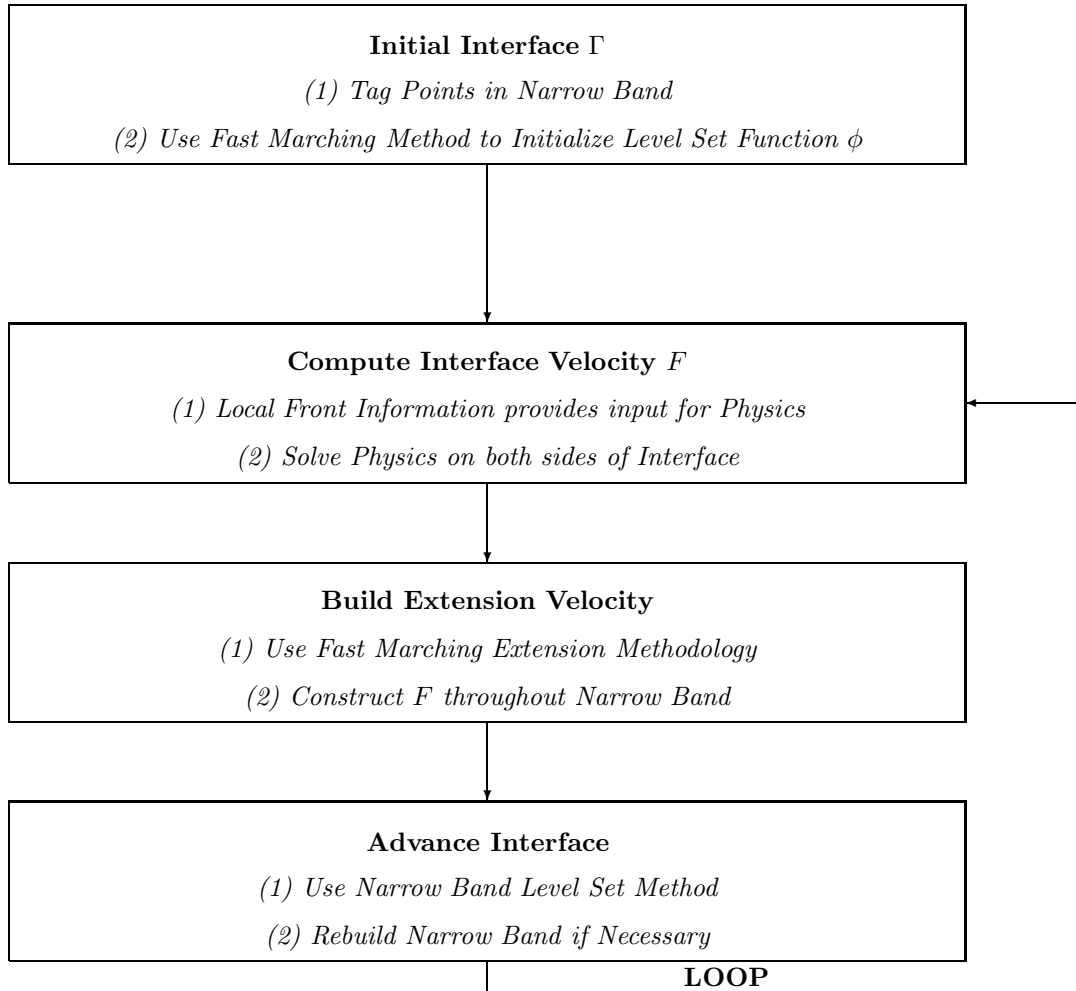 Initial Interface Γ
(1) Tag Points in Narrow Band
(2) Use Fast Marching Method to Initialize Level Set Function ϕ
Compute Interface Velocity F
(1) Local Front Information provides input for Physics
(2) Solve Physics on both sides of Interface
Build Extension Velocity
(1) Use Fast Marching Extension Methodology
(2) Construct F throughout Narrow Band
Advance Interface
(1) Use Narrow Band Level Set Method
(2) Rebuild Narrow Band if Necessary
LOOP